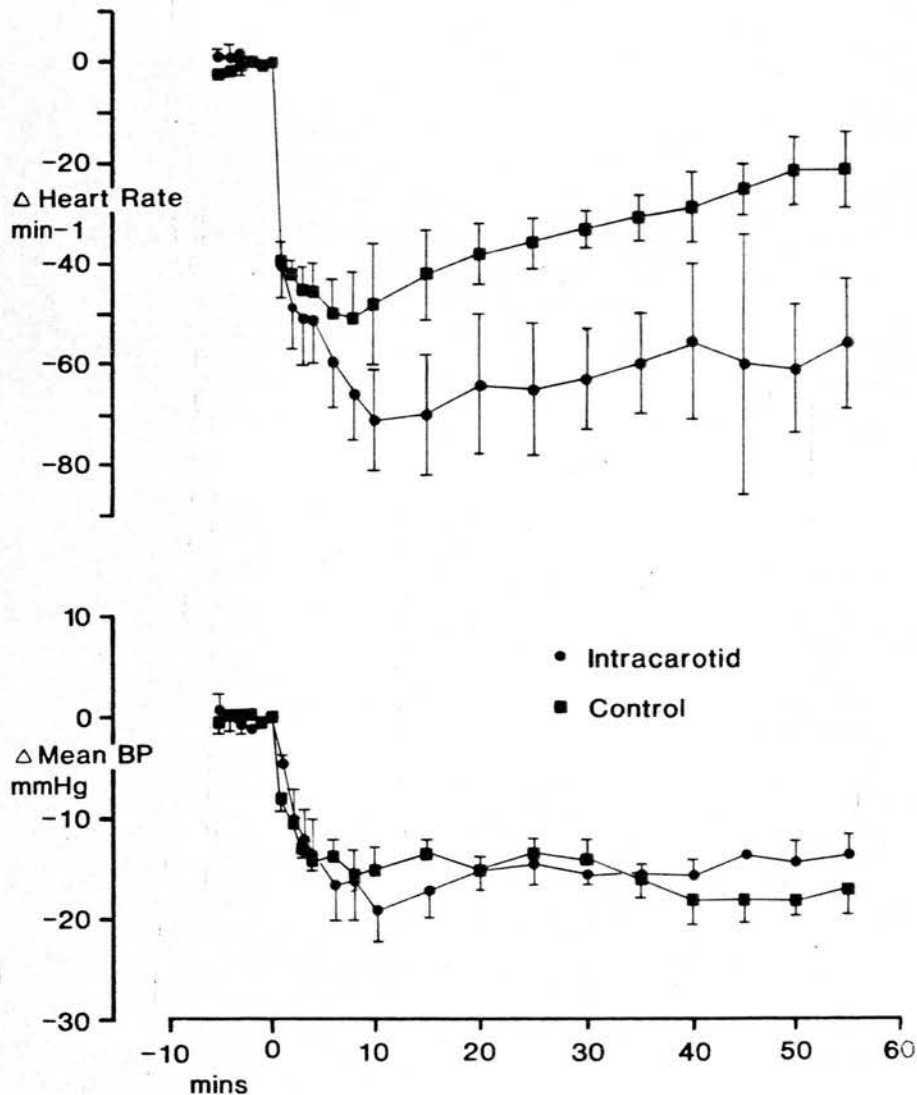 0
-20
△ Heart Rate
min-1
-40
-60
-80
10
0
△ Mean BP
mmHg
-10
-20
-30
● Intracarotid
■ Control
-10 0 10 20 30 40 50 60
mins